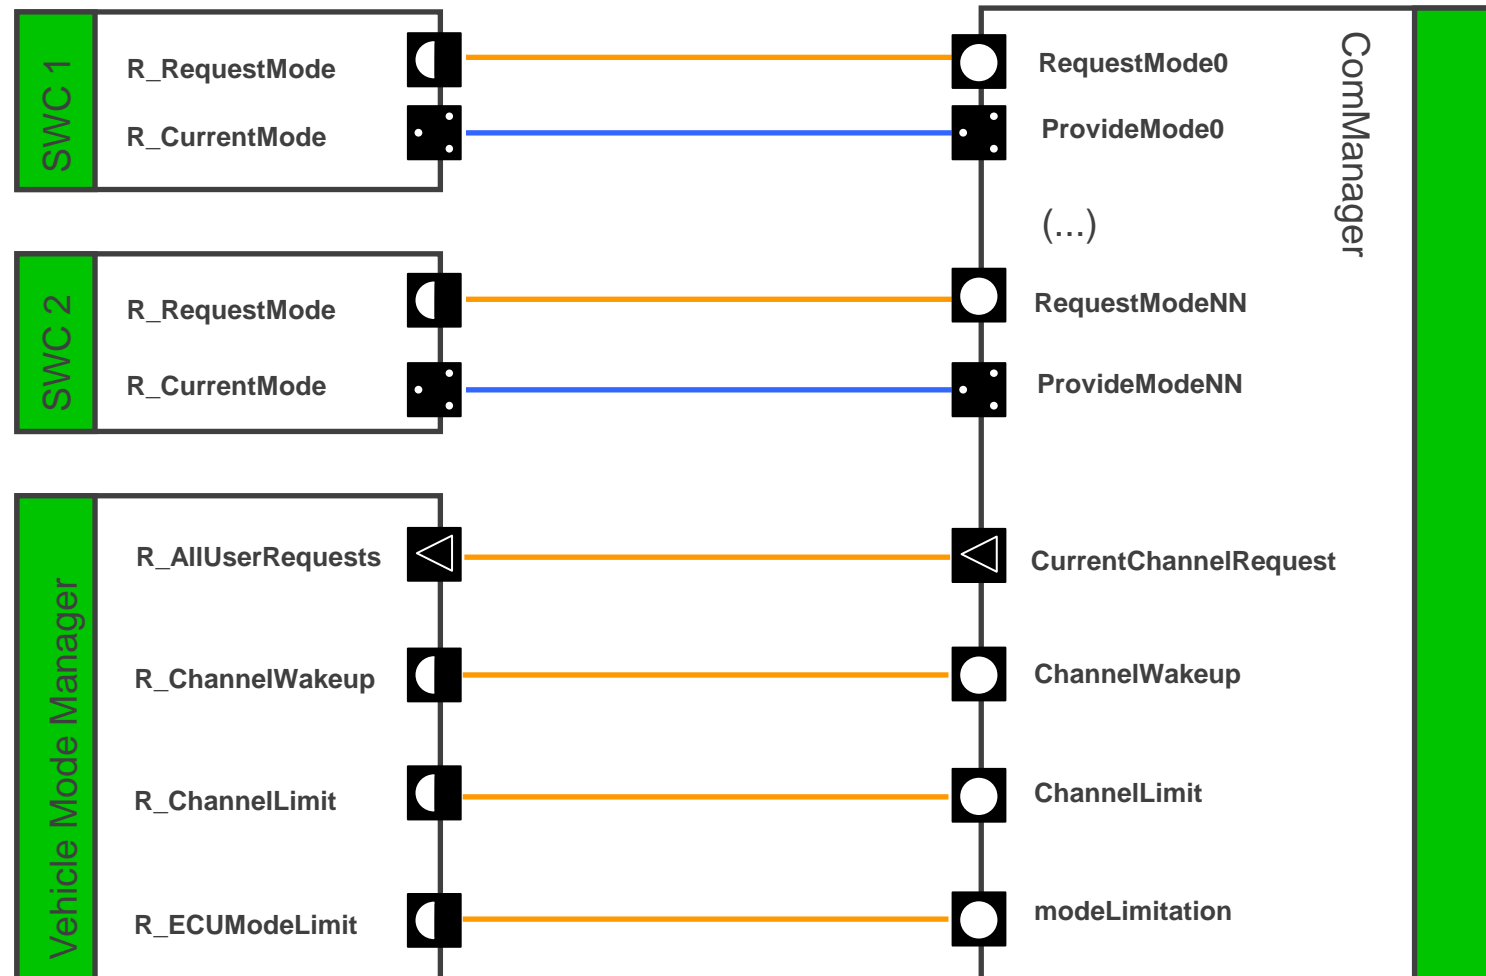 SWC 1
R_RequestMode
R_CurrentMode
SWC 2
R_RequestMode
R_CurrentMode
Vehicle Mode Manager
R_AllUserRequests
R_ChannelWakeup
R_ChannelLimit
R_ECUModeLimit
ComManager
RequestMode0
ProvideMode0
(...)
RequestModeNN
ProvideModeNN
CurrentChannelRequest
ChannelWakeup
ChannelLimit
modeLimitation